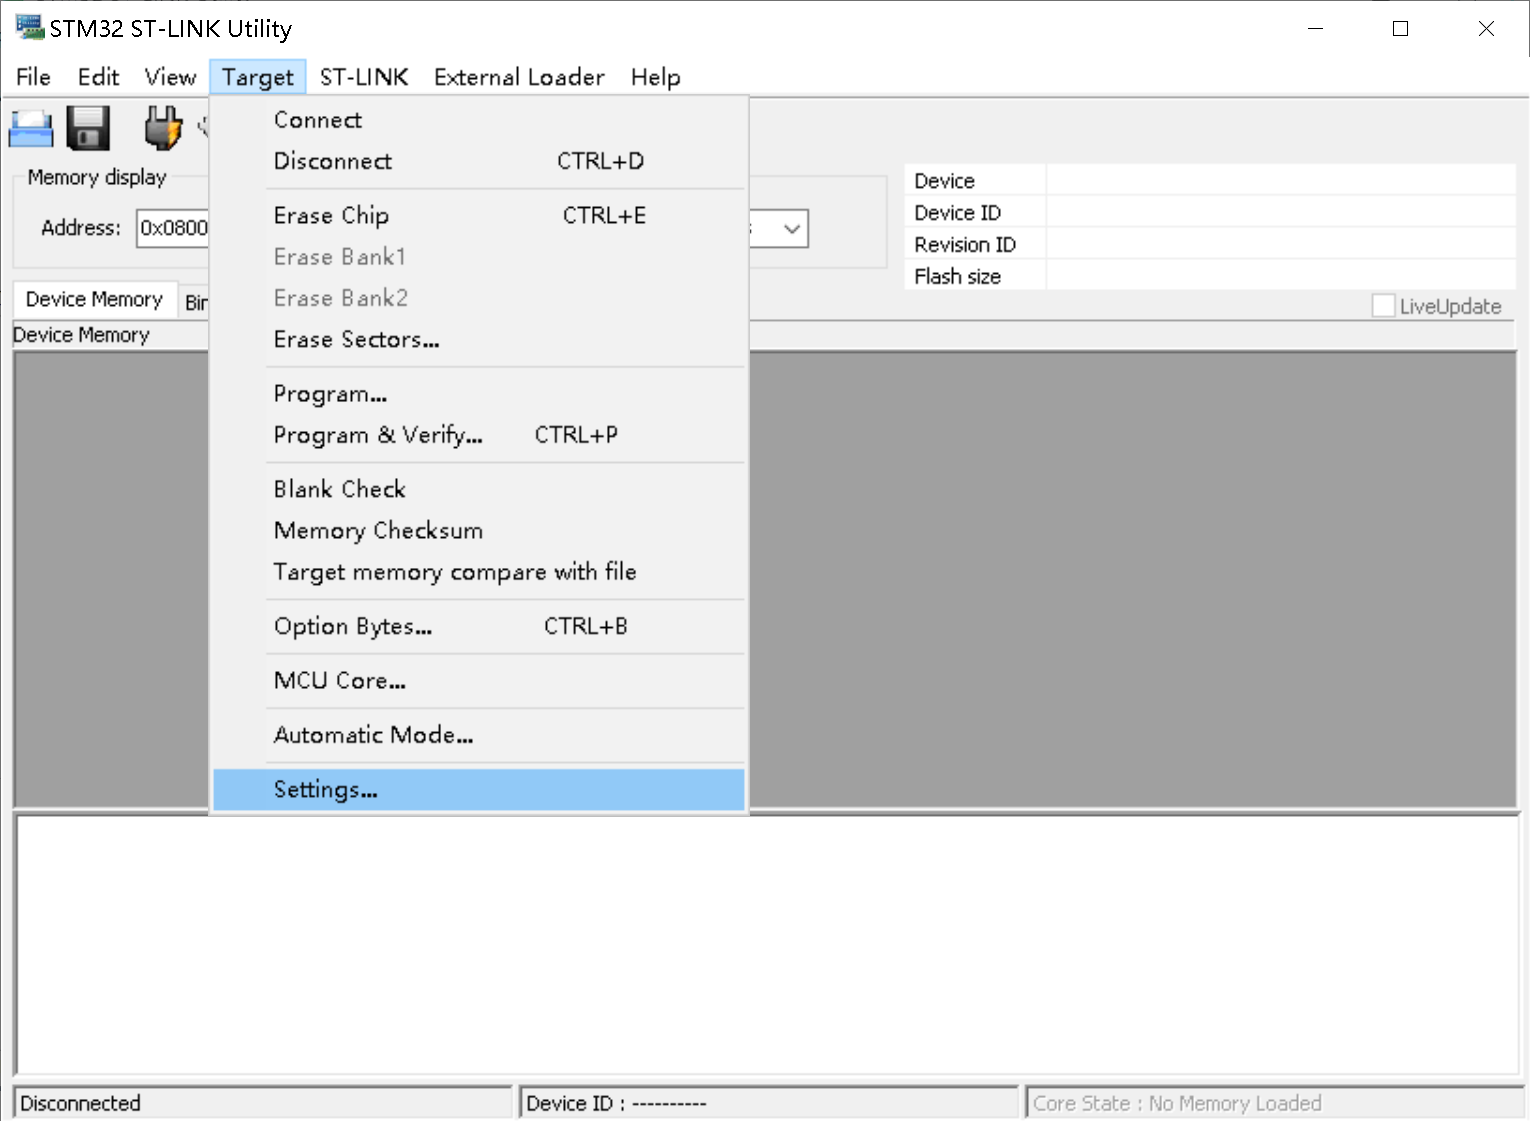 STM32 ST-LINK Utility
File Edit View Target ST-LINK External Loader Help
Connect
Disconnect CTRL+D
Erase Chip CTRL+E
Erase Bank1
Erase Bank2
Erase Sectors...
Program...
Program & Verify... CTRL+P
Blank Check
Memory Checksum
Target memory compare with file
Option Bytes... CTRL+B
MCU Core...
Automatic Mode...
Settings...
Memory display
Address: 0x0800
Device
Device ID
Revision ID
Flash size
LiveUpdate
Device Memory Bin
Device Memory
Disconnected
Device ID : ----------
Core State : No Memory Loaded